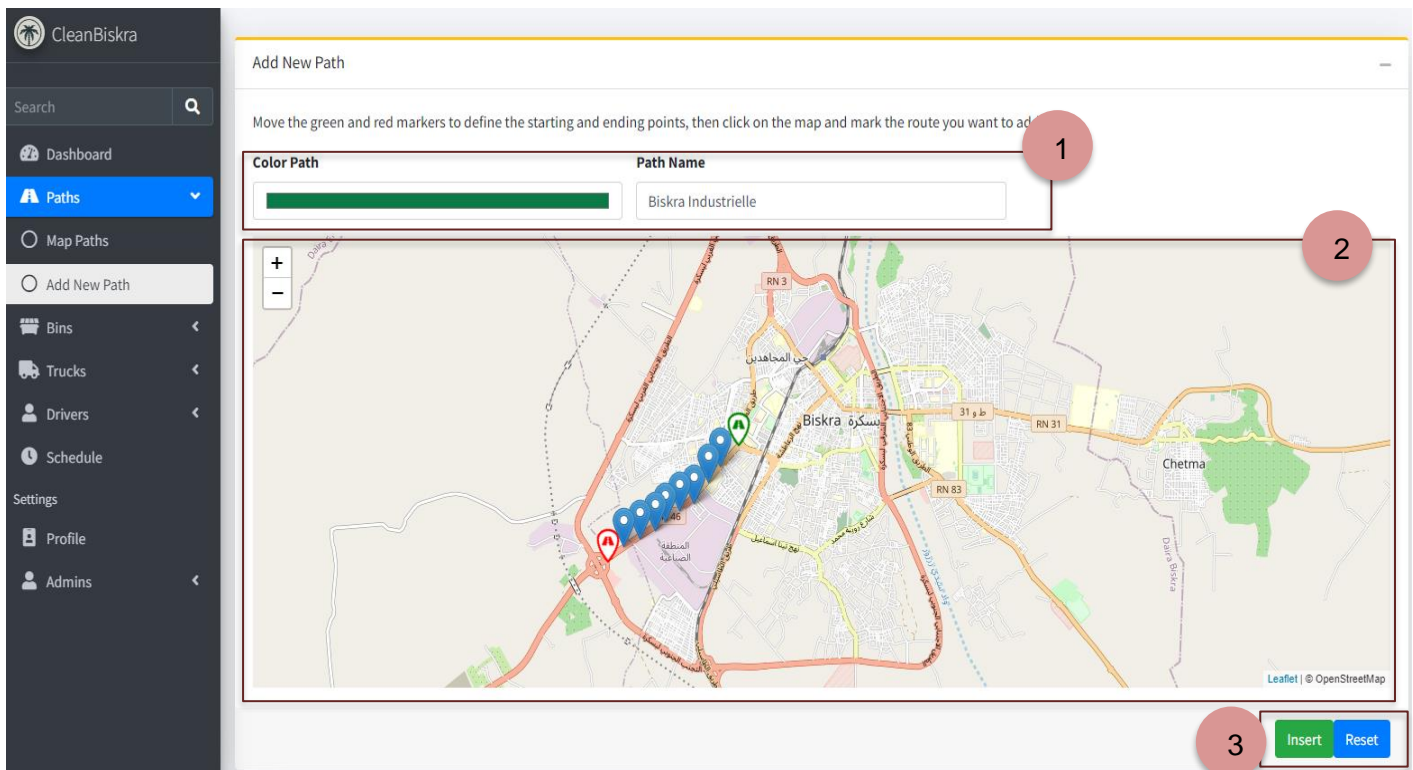 CleanBiskra
Search
Dashboard
Paths
Map Paths
Add New Path
Bins
Trucks
Drivers
Schedule
Settings
Profile
Admins
Add New Path
Move the green and red markers to define the starting and ending points, then click on the map and mark the route you want to ad
1
Color Path
Path Name
Biskra Industrielle
2
+
−
RN 3
حي المجاهدين
Biskra بسكرة
31 ط و
RN 31
Chetma
RN 83
46
المنطقة
الصناعية
Daira Biskra
Leaflet | © OpenStreetMap
3
Insert
Reset